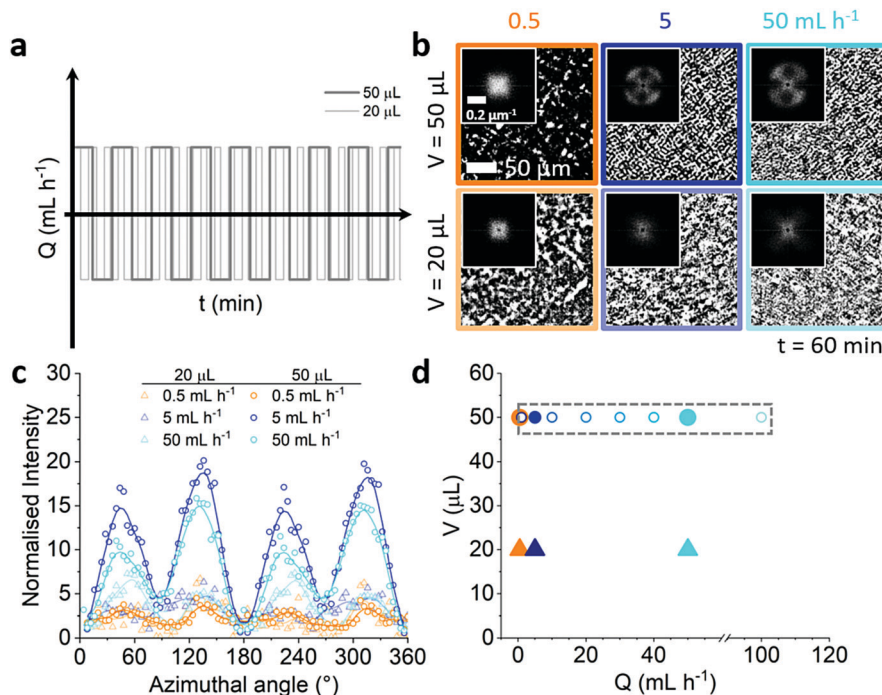 a
50 μL
20 μL
Q (mL h⁻¹)
t (min)
b
0.5 5 50 mL h⁻¹
V = 50 μL
0.2 μm⁻¹
50 μm
V = 20 μL
t = 60 min
c
30
25
20
15
10
5
0
Normalised Intensity
20 μL 50 μL
0.5 mL h⁻¹ 0.5 mL h⁻¹
5 mL h⁻¹ 5 mL h⁻¹
50 mL h⁻¹ 50 mL h⁻¹
0 60 120 180 240 300 360
Azimuthal angle (°)
d
60
50
40
30
20
10
0
V (μL)
0 20 40 60 100 120
Q (mL h⁻¹)